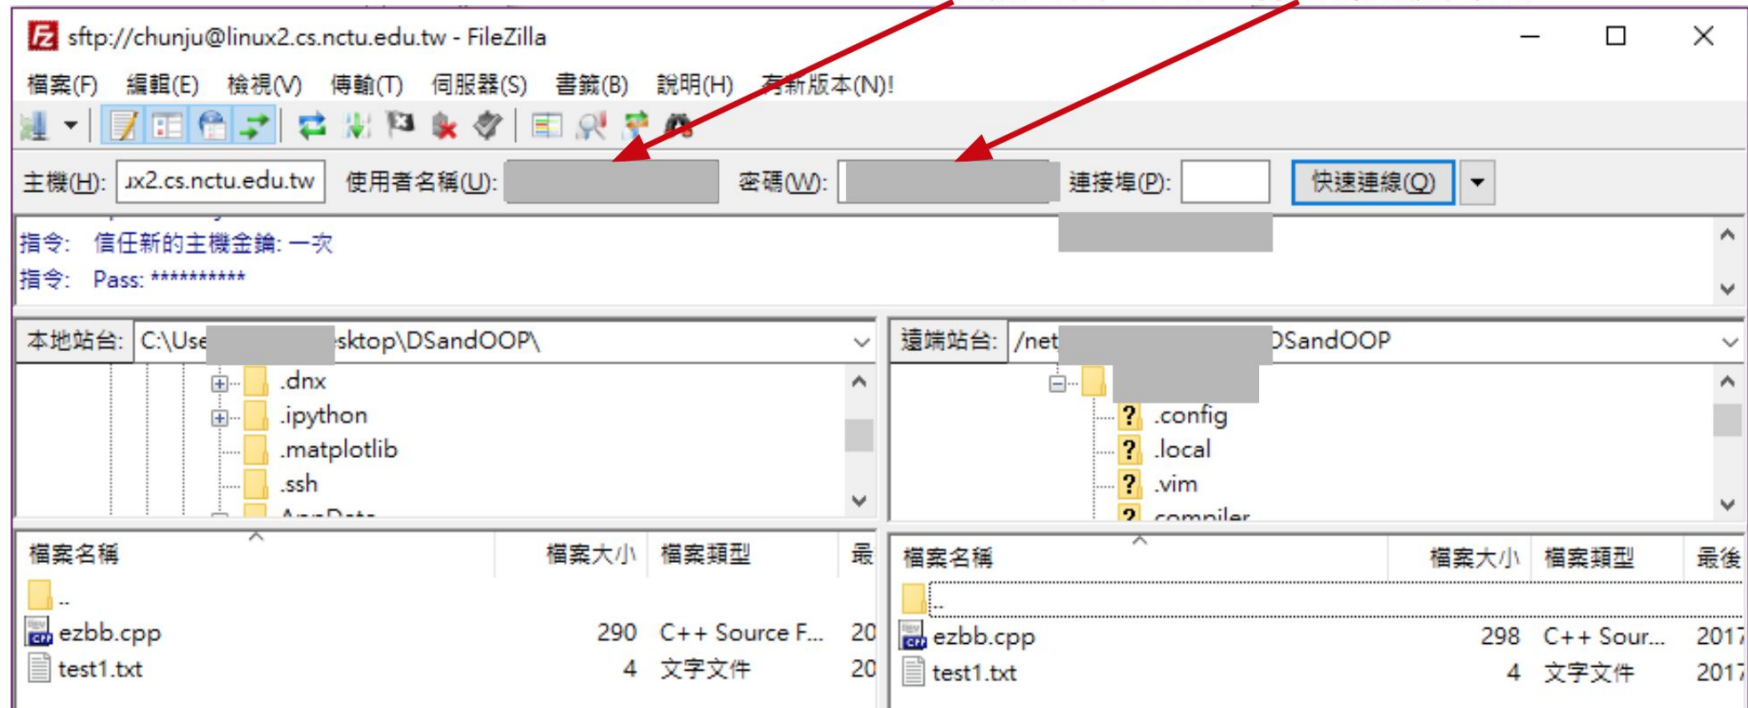 sftp://chunju@linux2.cs.nctu.edu.tw - FileZilla
檔案(F) 編輯(E) 檢視(V) 傳輸(T) 伺服器(S) 書籤(B) 說明(H) 有新版本(N)!
主機(H): ux2.cs.nctu.edu.tw 使用者名稱(U): 密碼(W): 連接埠(P): 快速連線(Q)
指令: 信任新的主機金鑰: 一次
指令: Pass: **********
本地站台: C:\Use sktop\DSandOOP\
.dnx
.ipython
.matplotlib
.ssh
AppData
檔案名稱 檔案大小 檔案類型 最
..
ezbb.cpp 290 C++ Source F... 20
test1.txt 4 文字文件 20
遠端站台: /net DSandOOP
.config
.local
.vim
compiler
檔案名稱 檔案大小 檔案類型 最後
..
ezbb.cpp 298 C++ Sour... 2017
test1.txt 4 文字文件 2017